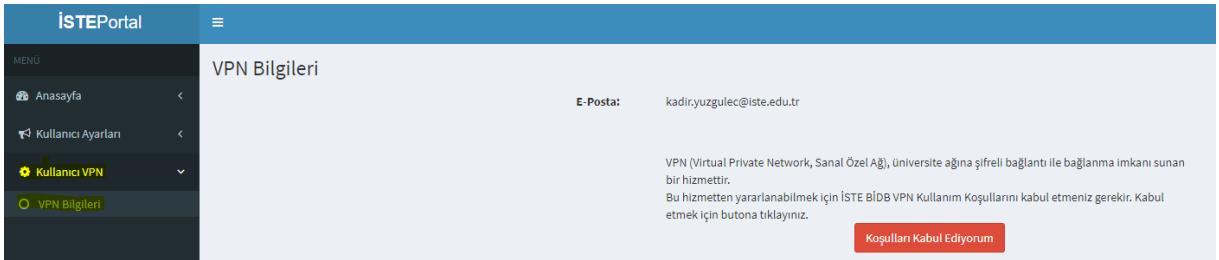 İSTEPortal
MENÜ
Anasayfa
Kullanıcı Ayarları
Kullanıcı VPN
VPN Bilgileri
VPN Bilgileri
E-Posta: kadir.yuzgulec@iste.edu.tr
VPN (Virtual Private Network, Sanal Özel Ağ), üniversite ağına şifreli bağlantı ile bağlanma imkanı sunan
bir hizmettir.
Bu hizmetten yararlanabilmek için İSTE BİDB VPN Kullanım Koşullarını kabul etmeniz gerekir. Kabul
etmek için butona tıklayınız.
Koşulları Kabul Ediyorum